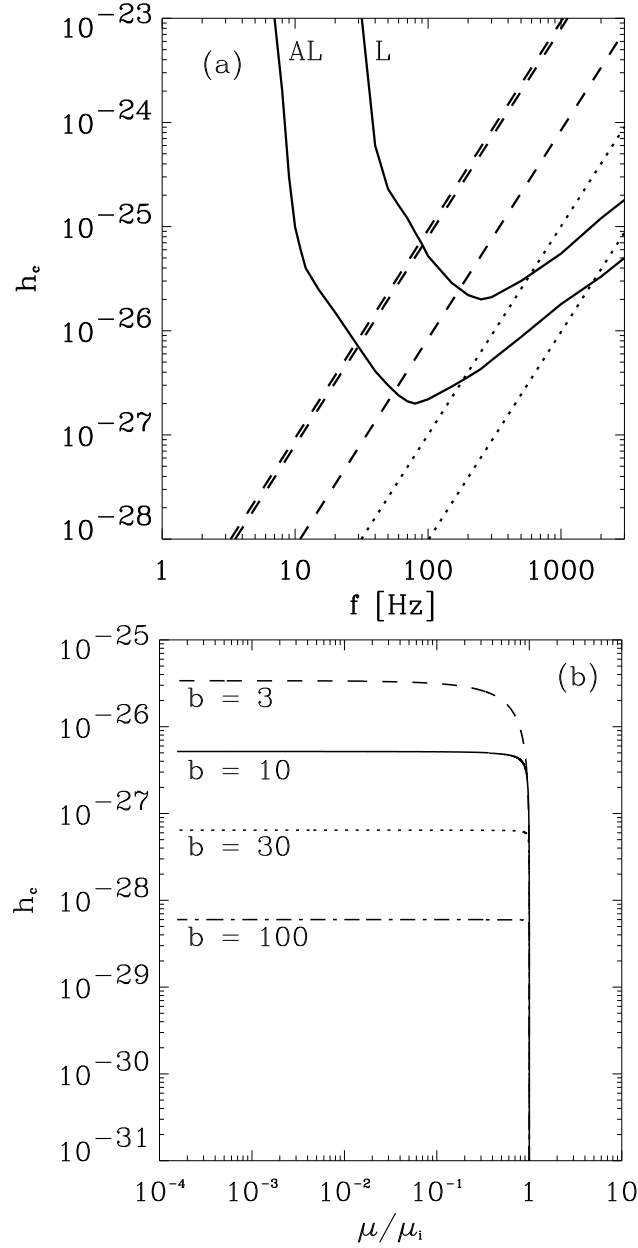 10−23
AL L
(a)
10−24
10−25
h_c
10−26
10−27
10−28
1 10 100 1000
f [Hz]
10−25
(b)
b = 3
10−26
b = 10
10−27
b = 30
10−28
h_c
b = 100
10−29
10−30
10−31
10−4 10−3 10−2 10−1 1 10
μ/μ_i